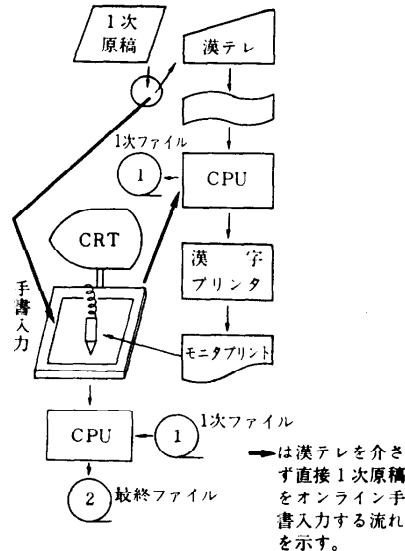 1次
原稿
漢テレ
1次ファイル
1
CPU
CRT
漢字
プリンタ
手書入力
モニタプリント
CPU
1
1次ファイル
2
最終ファイル
→は漢テレを介さ
ず直接1次原稿
をオンライン手
書入力する流れ
を示す。